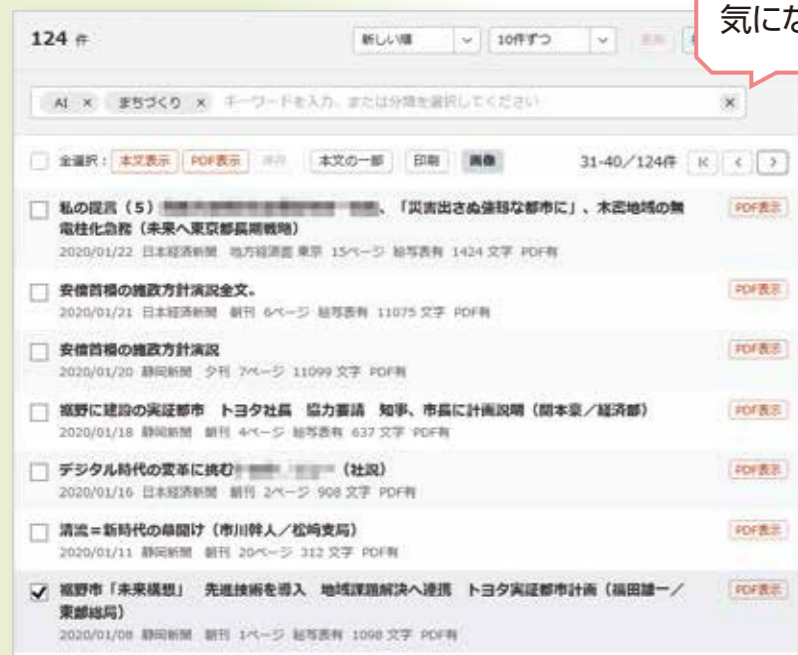 気にな
124 件
新しい順
10件ずつ
AI × まちづくり × キーワードを入力、または分類を選択してください ×
全選択: 本文表示 PDF表示 保存 本文の一部 印刷 画像 31-40/124件
私の提言(5) 、「災害出さぬ強靱な都市に」、木密地域の無
電柱化急務(未来へ東京都長期戦略)
PDF表示
2020/01/22 日本経済新聞 地方経済面 東京 15ページ 絵写表有 1424 文字 PDF有
安倍首相の施政方針演説全文。
PDF表示
2020/01/21 日本経済新聞 朝刊 6ページ 絵写表有 11075 文字 PDF有
安倍首相の施政方針演説
PDF表示
2020/01/20 静岡新聞 夕刊 7ページ 11099 文字 PDF有
裾野に建設の実証都市 トヨタ社長 協力要請 知事、市長に計画説明(関本豪/経済部)
PDF表示
2020/01/18 静岡新聞 朝刊 4ページ 絵写表有 637 文字 PDF有
デジタル時代の変革に挑む (社説)
PDF表示
2020/01/16 日本経済新聞 朝刊 2ページ 908 文字 PDF有
清流=新時代の幕開け(市川幹人/松崎支局)
PDF表示
2020/01/11 静岡新聞 朝刊 20ページ 312 文字 PDF有
裾野市「未来構想」 先進技術を導入 地域課題解決へ連携 トヨタ実証都市計画(福田雄一/
東部総局)
PDF表示
2020/01/08 静岡新聞 朝刊 1ページ 絵写表有 1098 文字 PDF有